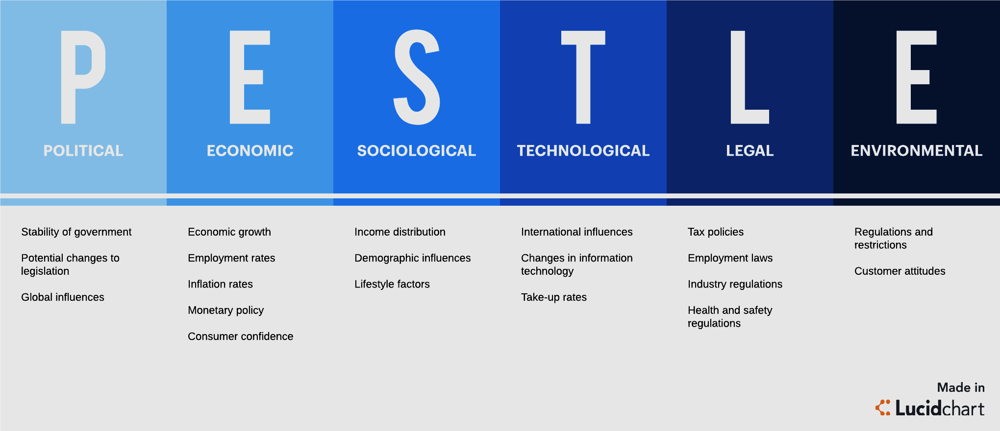 P
POLITICAL
Stability of government
Potential changes to
legislation
Global influences
E
ECONOMIC
Economic growth
Employment rates
Inflation rates
Monetary policy
Consumer confidence
S
SOCIOLOGICAL
Income distribution
Demographic influences
Lifestyle factors
T
TECHNOLOGICAL
International influences
Changes in information
technology
Take-up rates
L
LEGAL
Tax policies
Employment laws
Industry regulations
Health and safety
regulations
E
ENVIRONMENTAL
Regulations and
restrictions
Customer attitudes
Made in
Lucidchart